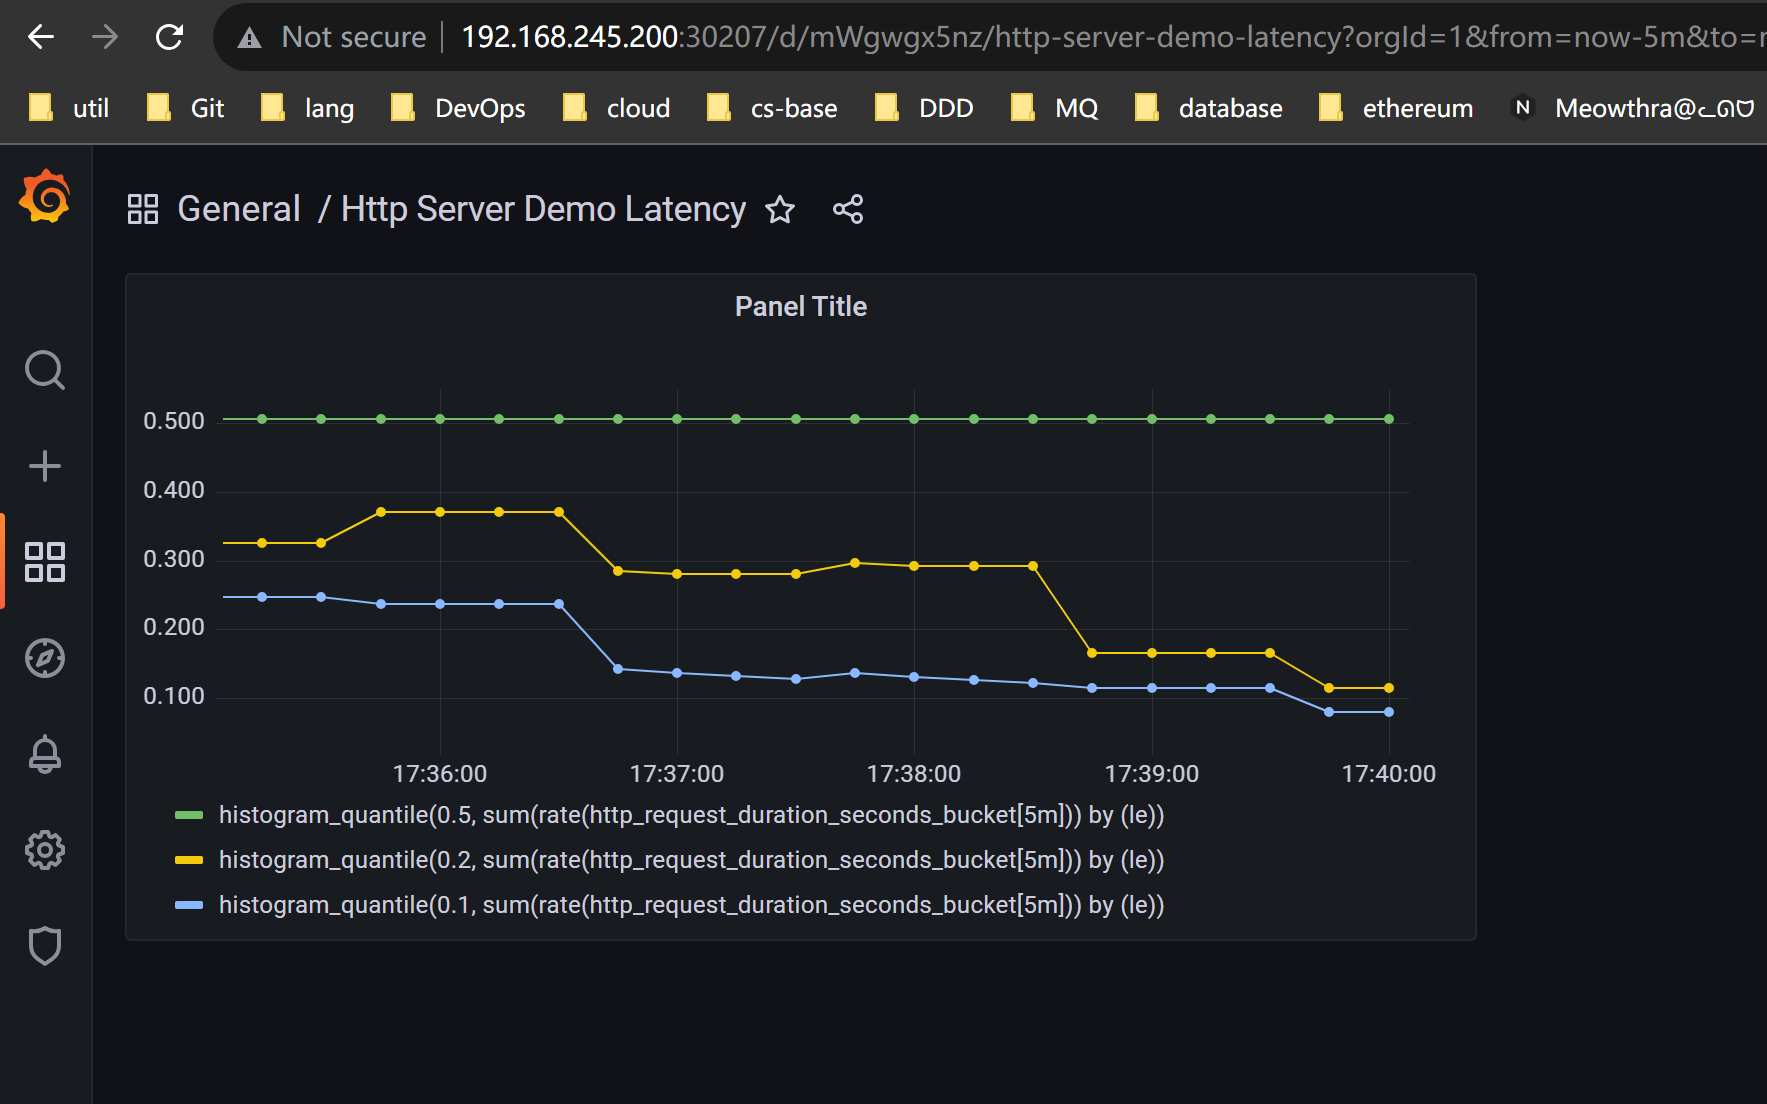 Not secure 192.168.245.200:30207/d/mWgwgx5nz/http-server-demo-latency?orgId=1&from=now-5m&to=
util Git lang DevOps cloud cs-base DDD MQ database ethereum N Meowthra@
General / Http Server Demo Latency
Panel Title
0.500
0.400
0.300
0.200
0.100
17:36:00 17:37:00 17:38:00 17:39:00 17:40:00
histogram_quantile(0.5, sum(rate(http_request_duration_seconds_bucket[5m])) by (le))
histogram_quantile(0.2, sum(rate(http_request_duration_seconds_bucket[5m])) by (le))
histogram_quantile(0.1, sum(rate(http_request_duration_seconds_bucket[5m])) by (le))